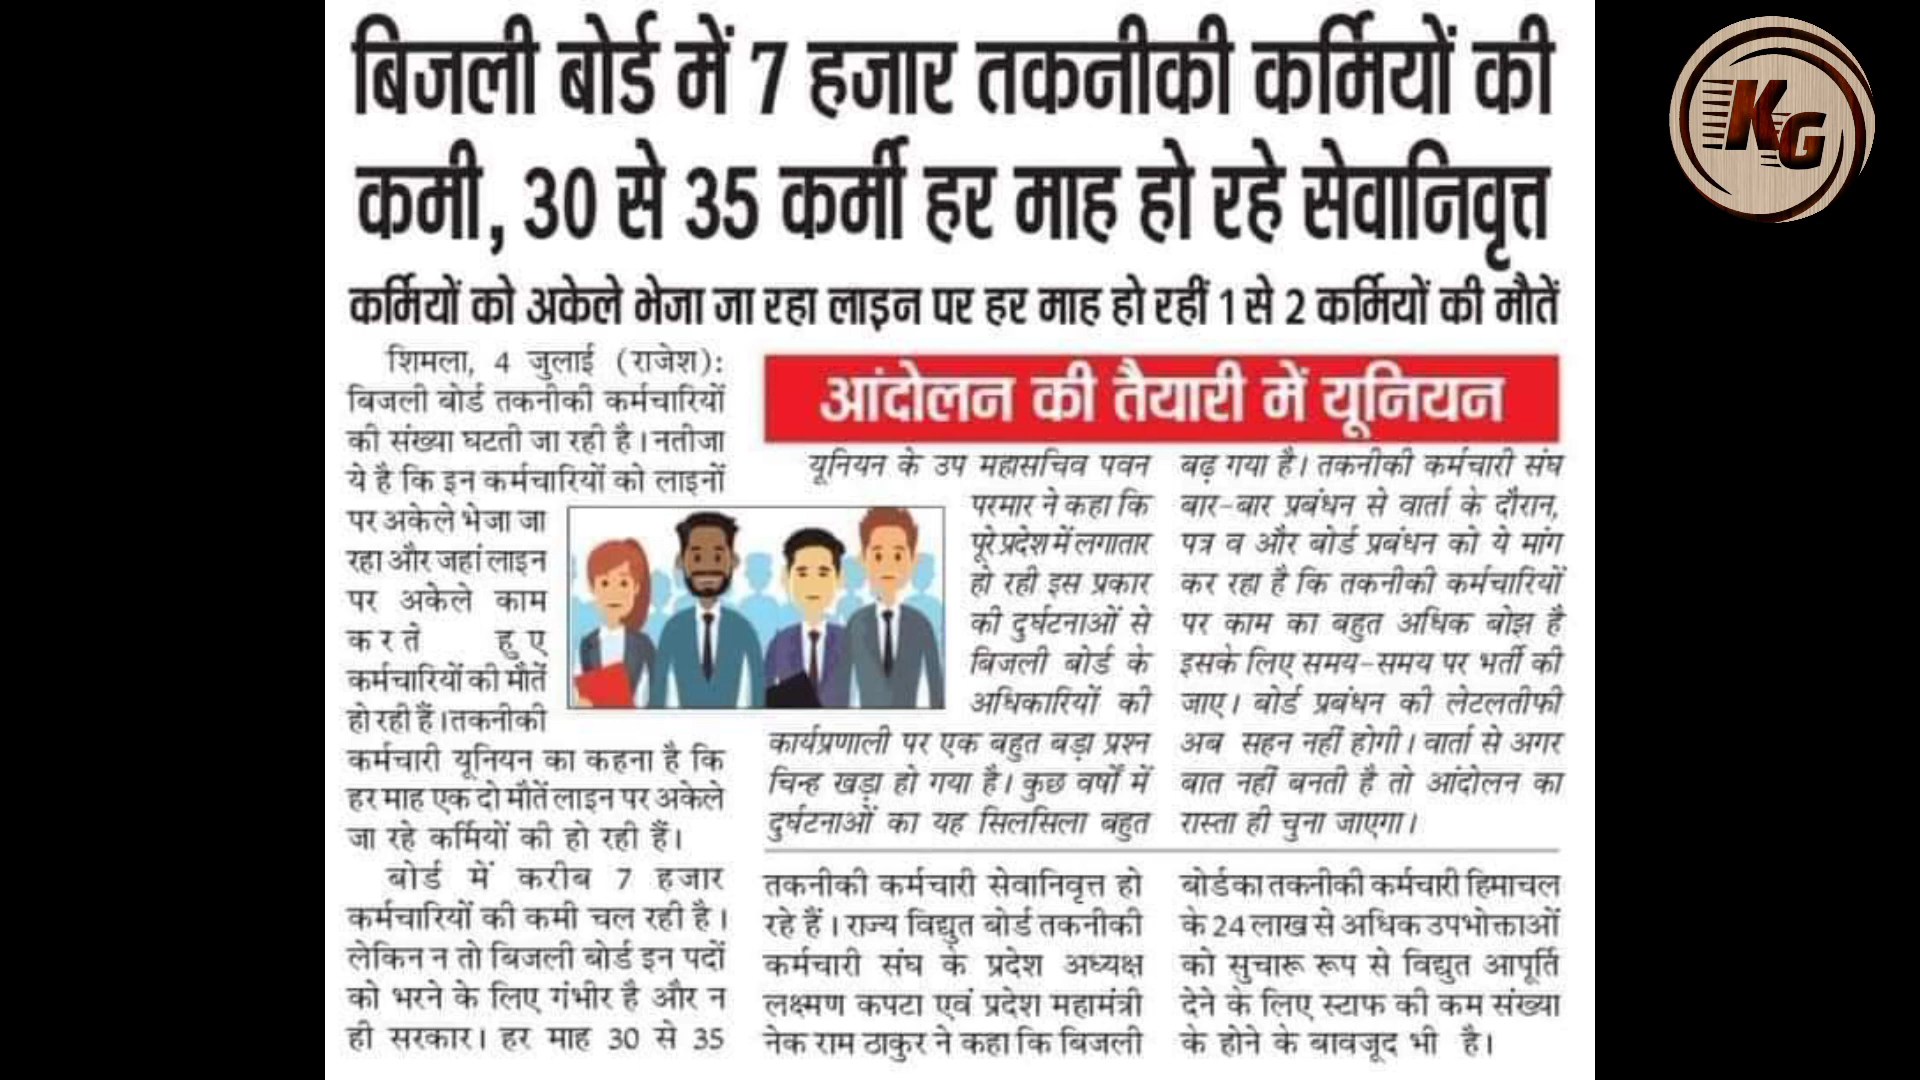 बिजली बोर्ड में 7 हजार तकनीकी कर्मियों की
कमी, 30 से 35 कर्मी हर माह हो रहे सेवानिवृत्त
कर्मियों को अकेले भेजा जा रहा लाइन पर हर माह हो रहीं 1 से 2 कर्मियों की मौतें
शिमला, 4 जुलाई (राजेश):
बिजली बोर्ड तकनीकी कर्मचारियों
की संख्या घटती जा रही है। नतीजा
ये है कि इन कर्मचारियों को लाइनों
पर अकेले भेजा जा
रहा और जहां लाइन
पर अकेले काम
करते हुए
कर्मचारियों की मौतें
हो रही हैं।तकनीकी
कर्मचारी यूनियन का कहना है कि
हर माह एक दो मौतें लाइन पर अकेले
जा रहे कर्मियों की हो रही हैं।
बोर्ड में करीब 7 हजार
कर्मचारियों की कमी चल रही है।
लेकिन न तो बिजली बोर्ड इन पदों
को भरने के लिए गंभीर है और न
ही सरकार। हर माह 30 से 35
तकनीकी कर्मचारी सेवानिवृत्त हो
रहे हैं। राज्य विद्युत बोर्ड तकनीकी
कर्मचारी संघ के प्रदेश अध्यक्ष
लक्ष्मण कपटा एवं प्रदेश महामंत्री
नेक राम ठाकुर ने कहा कि बिजली
बोर्ड का तकनीकी कर्मचारी हिमाचल
के 24 लाख से अधिक उपभोक्ताओं
को सुचारू रूप से विद्युत आपूर्ति
देने के लिए स्टाफ की कम संख्या
के होने के बावजूद भी है।
आंदोलन की तैयारी में यूनियन
यूनियन के उप महासचिव पवन
परमार ने कहा कि
पूरे प्रदेश में लगातार
हो रही इस प्रकार
की दुर्घटनाओं से
बिजली बोर्ड के
अधिकारियों की
कार्यप्रणाली पर एक बहुत बड़ा प्रश्न
चिन्ह खड़ा हो गया है। कुछ वर्षों में
दुर्घटनाओं का यह सिलसिला बहुत
बढ़ गया है। तकनीकी कर्मचारी संघ
बार-बार प्रबंधन से वार्ता के दौरान,
पत्र व और बोर्ड प्रबंधन को ये मांग
कर रहा है कि तकनीकी कर्मचारियों
पर काम का बहुत अधिक बोझ है
इसके लिए समय-समय पर भर्ती की
जाए। बोर्ड प्रबंधन की लेटलतीफी
अब सहन नहीं होगी। वार्ता से अगर
बात नहीं बनती है तो आंदोलन का
रास्ता ही चुना जाएगा।
KG